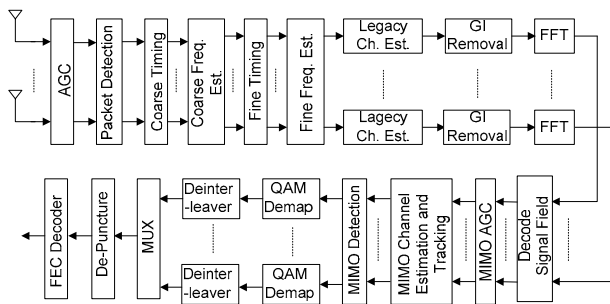 AGC
Packet Detection
Coarse Timing
Coarse Freq.
Est.
Fine Timing
Fine Freq. Est.
Legacy
Ch. Est.
GI
Removal
FFT
Lagecy
Ch. Est.
GI
Removal
FFT
FEC Decoder
De-Puncture
MUX
Deinter
-leaver
QAM
Demap
Deinter
-leaver
QAM
Demap
MIMO Detection
MIMO Channel
Estimation and
Tracking
MIMO AGC
Decode
Signal Field